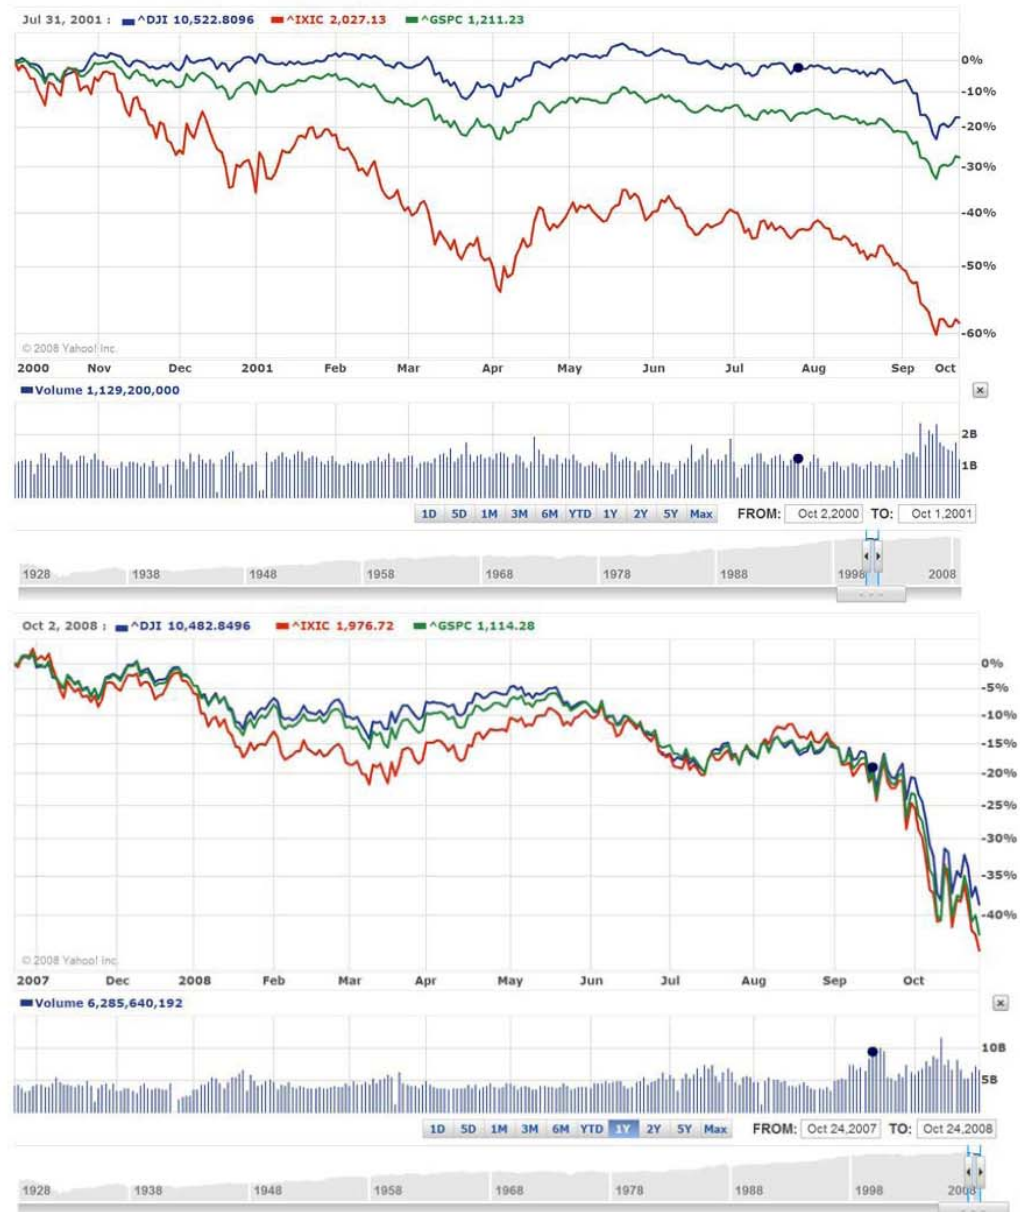 Jul 31, 2001 : ^DJI 10,522.8096 ^IXIC 2,027.13 ^GSPC 1,211.23
0%
-10%
-20%
-30%
-40%
-50%
-60%
© 2008 Yahoo! Inc.
2000 Nov Dec 2001 Feb Mar Apr May Jun Jul Aug Sep Oct
Volume 1,129,200,000
2B
1B
1D 5D 1M 3M 6M YTD 1Y 2Y 5Y Max FROM: Oct 2,2000 TO: Oct 1,2001
1928 1938 1948 1958 1968 1978 1988 1998 2008
Oct 2, 2008 : ^DJI 10,482.8496 ^IXIC 1,976.72 ^GSPC 1,114.28
0%
-5%
-10%
-15%
-20%
-25%
-30%
-35%
-40%
© 2008 Yahoo! Inc.
2007 Dec 2008 Feb Mar Apr May Jun Jul Aug Sep Oct
Volume 6,285,640,192
10B
5B
1D 5D 1M 3M 6M YTD 1Y 2Y 5Y Max FROM: Oct 24,2007 TO: Oct 24,2008
1928 1938 1948 1958 1968 1978 1988 1998 2008